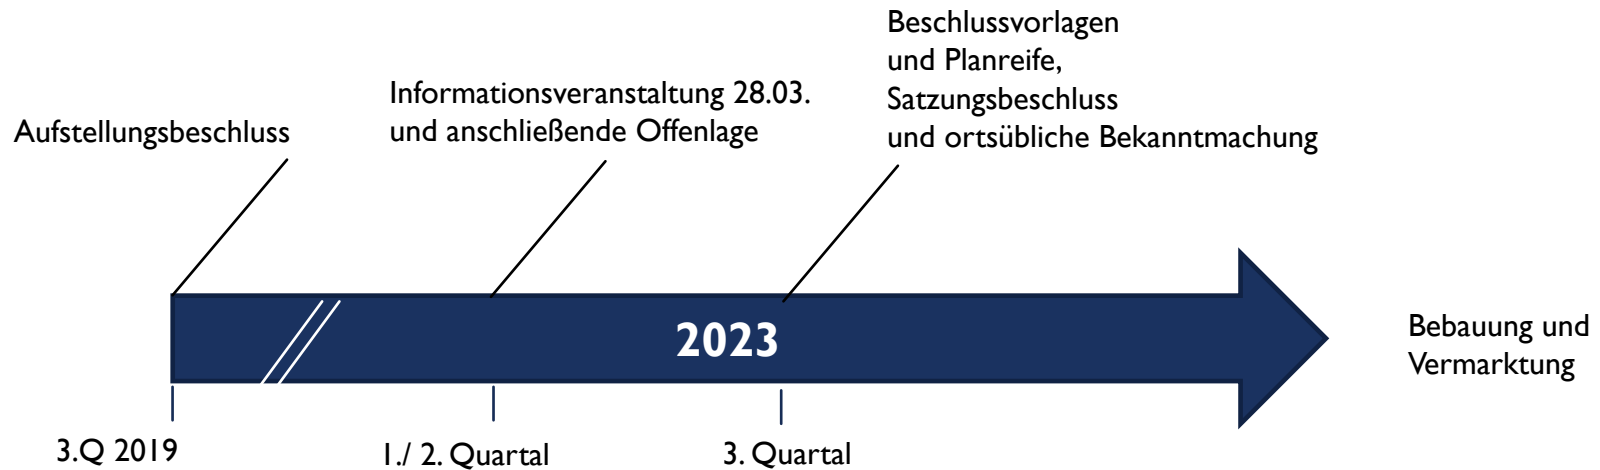 Aufstellungsbeschluss
Informationsveranstaltung 28.03.
und anschließende Offenlage
Beschlussvorlagen
und Planreife,
Satzungsbeschluss
und ortsübliche Bekanntmachung
2023
Bebauung und
Vermarktung
3.Q 2019
1./ 2. Quartal
3. Quartal